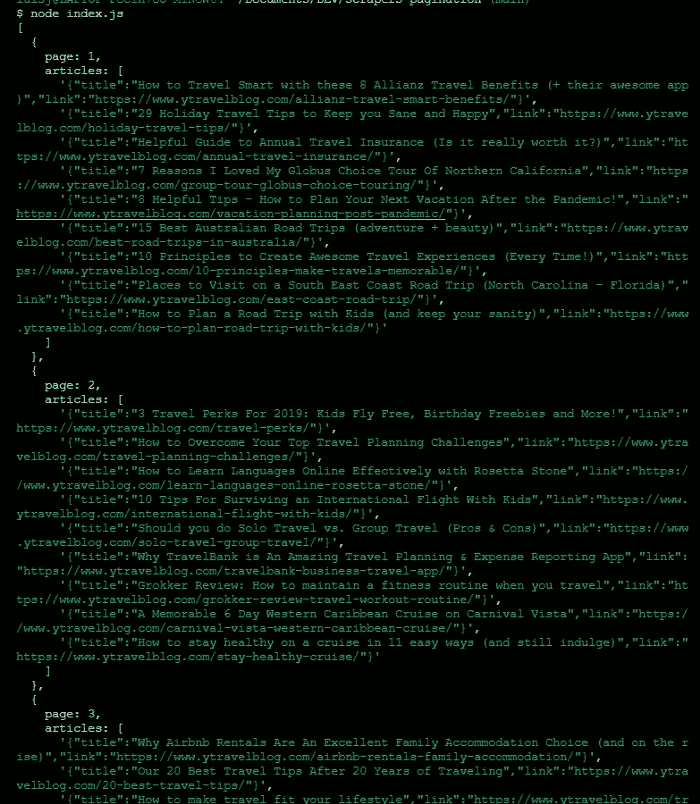 $ node index.js
[
{
page: 1,
articles: [
'{"title":"How to Travel Smart with these 8 Allianz Travel Benefits (+ their awesome app
)","link":"https://www.ytravelblog.com/allianz-travel-smart-benefits/"}',
'{"title":"29 Holiday Travel Tips to Keep you Sane and Happy","link":"https://www.ytrave
lblog.com/holiday-travel-tips/"}',
'{"title":"Helpful Guide to Annual Travel Insurance (Is it really worth it?)","link":"ht
tps://www.ytravelblog.com/annual-travel-insurance/"}',
'{"title":"7 Reasons I Loved My Globus Choice Tour Of Northern California","link":"https
://www.ytravelblog.com/group-tour-globus-choice-touring/"}',
'{"title":"8 Helpful Tips – How to Plan Your Next Vacation After the Pandemic!","link":"
https://www.ytravelblog.com/vacation-planning-post-pandemic/"}',
'{"title":"15 Best Australian Road Trips (adventure + beauty)","link":"https://www.ytrav
elblog.com/best-road-trips-in-australia/"}',
'{"title":"10 Principles to Create Awesome Travel Experiences (Every Time!)","link":"htt
ps://www.ytravelblog.com/10-principles-make-travels-memorable/"}',
'{"title":"Places to Visit on a South East Coast Road Trip (North Carolina – Florida)","
link":"https://www.ytravelblog.com/east-coast-road-trip/"}',
'{"title":"How to Plan a Road Trip with Kids (and keep your sanity)","link":"https://www
.ytravelblog.com/how-to-plan-road-trip-with-kids/"}'
]
},
{
page: 2,
articles: [
'{"title":"3 Travel Perks For 2019: Kids Fly Free, Birthday Freebies and More!","link":"
https://www.ytravelblog.com/travel-perks/"}',
'{"title":"How to Overcome Your Top Travel Planning Challenges","link":"https://www.ytra
velblog.com/travel-planning-challenges/"}',
'{"title":"How to Learn Languages Online Effectively with Rosetta Stone","link":"https:/
/www.ytravelblog.com/learn-languages-online-rosetta-stone/"}',
'{"title":"10 Tips For Surviving an International Flight With Kids","link":"https://www.
ytravelblog.com/international-flight-with-kids/"}',
'{"title":"Should you do Solo Travel vs. Group Travel (Pros & Cons)","link":"https://www
.ytravelblog.com/solo-travel-group-travel/"}',
'{"title":"Why TravelBank is An Amazing Travel Planning & Expense Reporting App","link":
"https://www.ytravelblog.com/travelbank-business-travel-app/"}',
'{"title":"Grokker Review: How to maintain a fitness routine when you travel","link":"ht
tps://www.ytravelblog.com/grokker-review-travel-workout-routine/"}',
'{"title":"A Memorable 6 Day Western Caribbean Cruise on Carnival Vista","link":"https:/
/www.ytravelblog.com/carnival-vista-western-caribbean-cruise/"}',
'{"title":"How to stay healthy on a cruise in 11 easy ways (and still indulge)","link":"
https://www.ytravelblog.com/stay-healthy-cruise/"}'
]
},
{
page: 3,
articles: [
'{"title":"Why Airbnb Rentals Are An Excellent Family Accommodation Choice (and on the r
ise)","link":"https://www.ytravelblog.com/airbnb-rentals-family-accommodation/"}',
'{"title":"Our 20 Best Travel Tips After 20 Years of Traveling","link":"https://www.ytra
velblog.com/20-best-travel-tips/"}',
'{"title":"How to make travel fit your lifestyle","link":"https://www.ytravelblog.com/tr